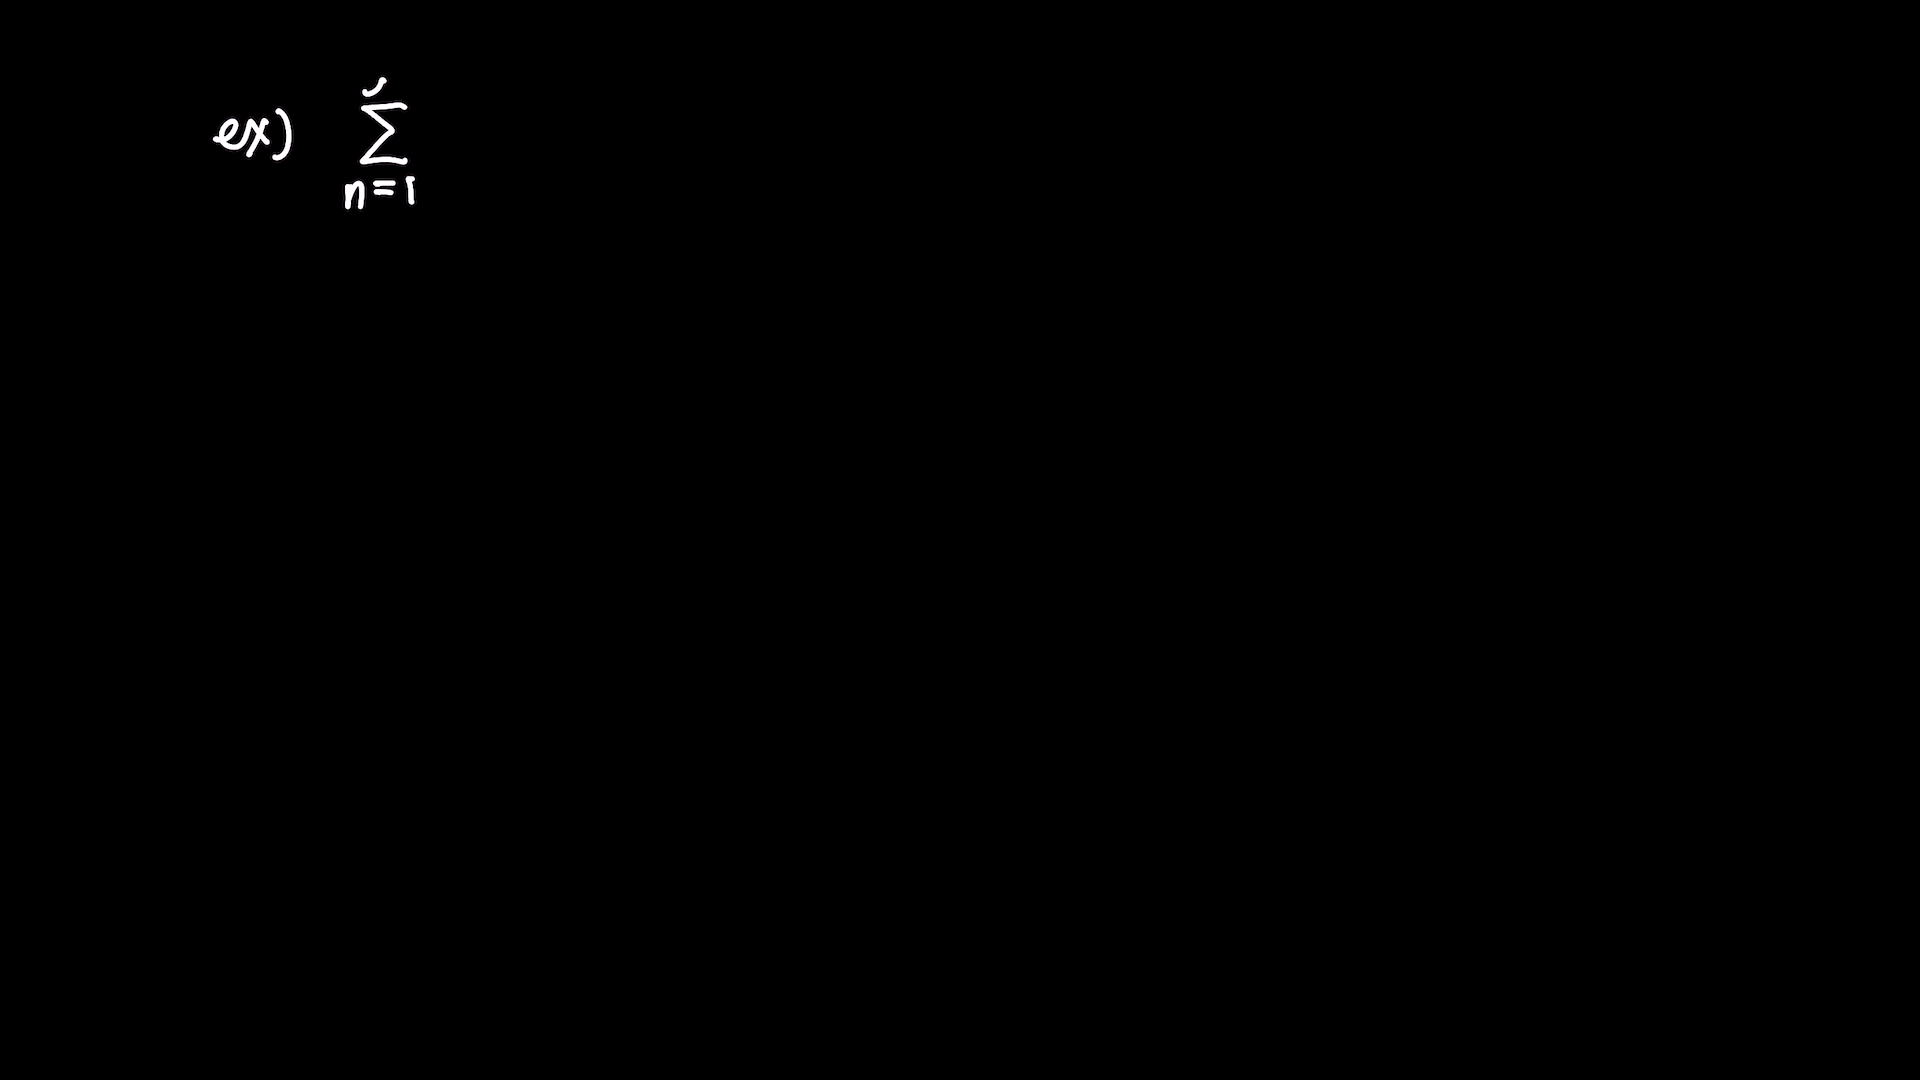 ex) ∑
n=1